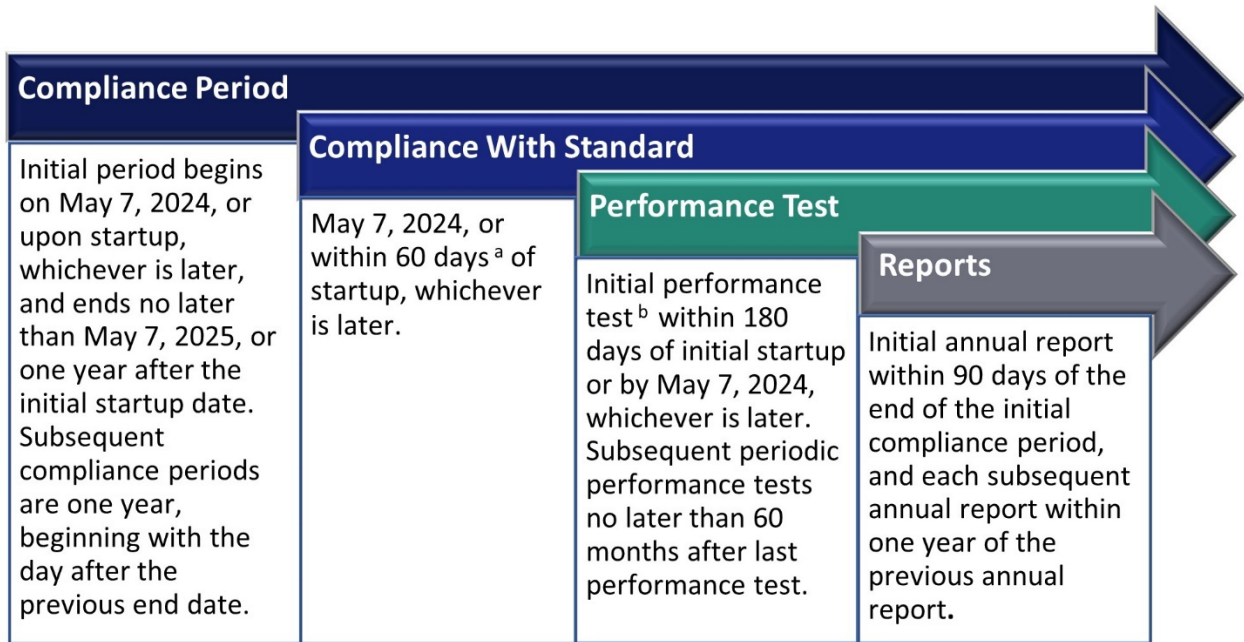 Compliance Period
Initial period begins
on May 7, 2024, or
upon startup,
whichever is later,
and ends no later
than May 7, 2025, or
one year after the
initial startup date.
Subsequent
compliance periods
are one year,
beginning with the
day after the
previous end date.
Compliance With Standard
May 7, 2024, or
within 60 days a of
startup, whichever
is later.
Performance Test
Initial performance
test b within 180
days of initial startup
or by May 7, 2024,
whichever is later.
Subsequent periodic
performance tests
no later than 60
months after last
performance test.
Reports
Initial annual report
within 90 days of the
end of the initial
compliance period,
and each subsequent
annual report within
one year of the
previous annual
report.